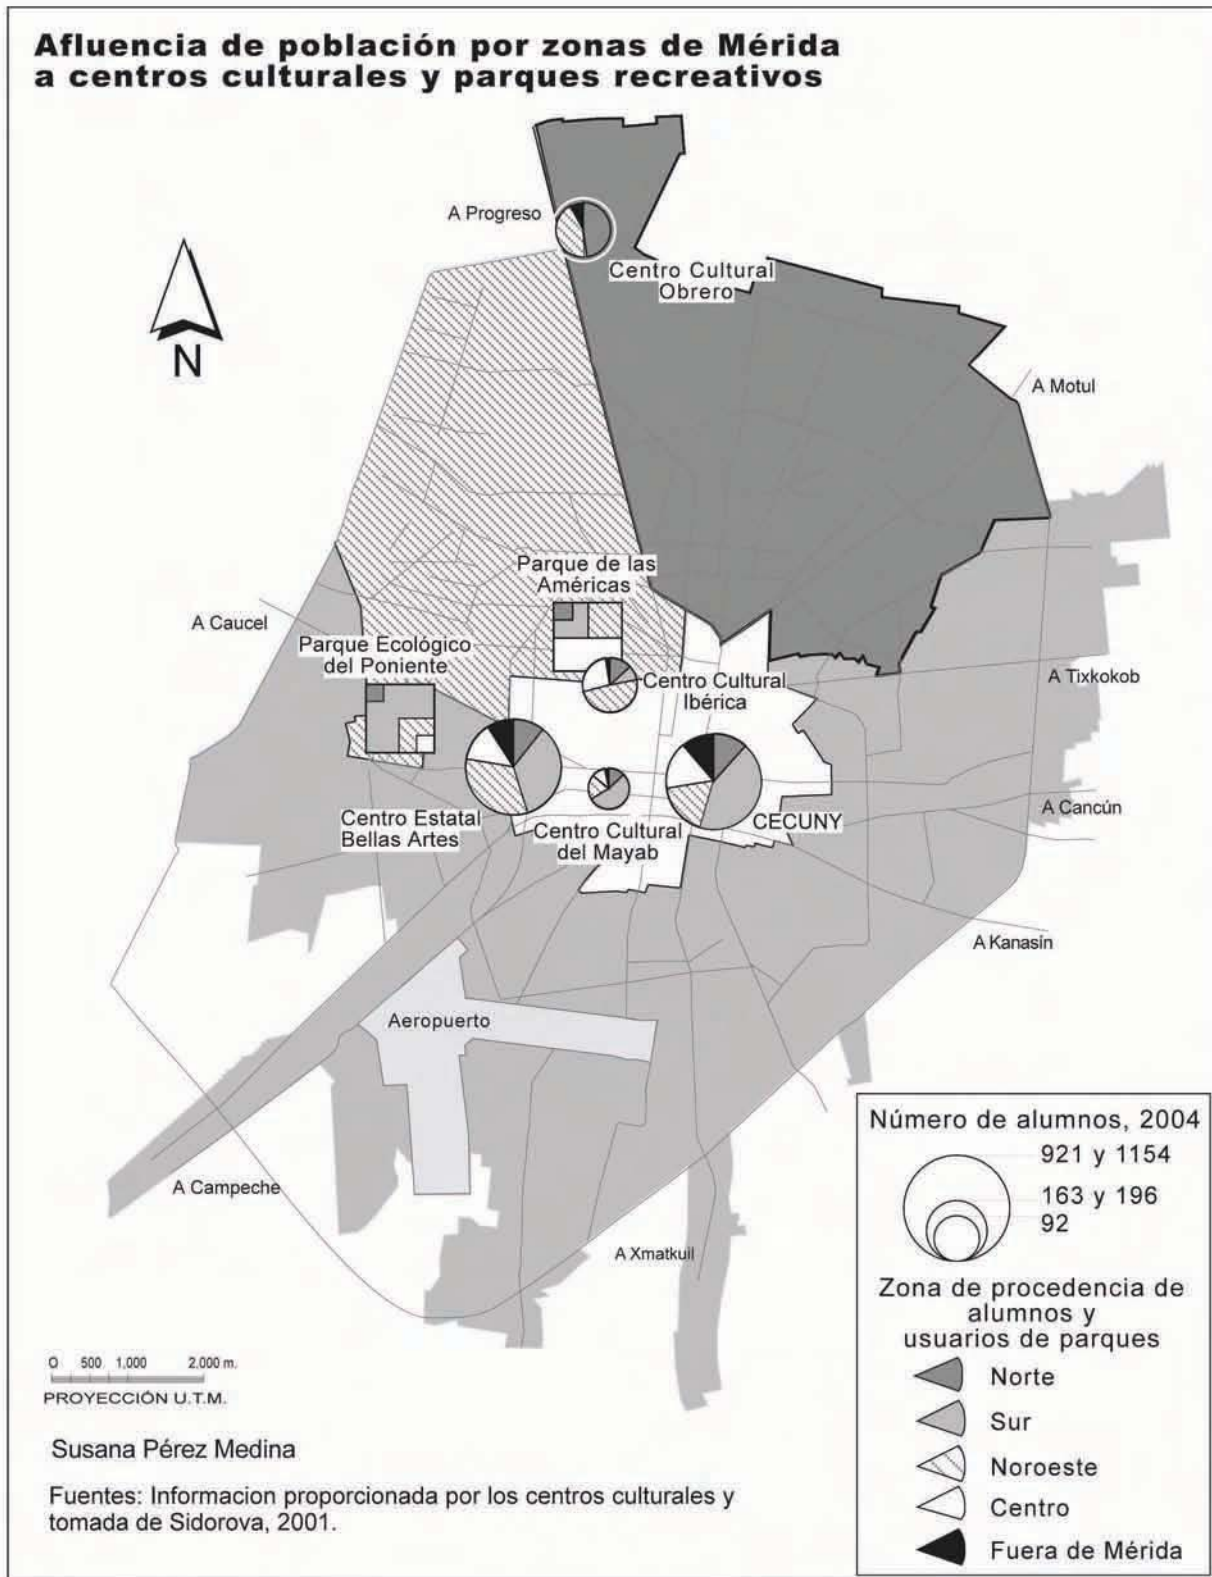 Afluencia de población por zonas de Mérida
a centros culturales y parques recreativos
A Progreso
Centro Cultural
Obrero
N
A Motul
Parque de las
Américas
A Caucel
Parque Ecológico
del Poniente
Centro Cultural
Ibérica
A Tixkokob
A Cancún
Centro Estatal
Bellas Artes
Centro Cultural
del Mayab
CECUNY
A Kanasín
Aeropuerto
A Campeche
A Xmatkuil
Número de alumnos, 2004
921 y 1154
163 y 196
92
Zona de procedencia de
alumnos y
usuarios de parques
Norte
Sur
Noroeste
Centro
Fuera de Mérida
0 500 1,000 2,000 m.
PROYECCIÓN U.T.M.
Susana Pérez Medina
Fuentes: Informacion proporcionada por los centros culturales y
tomada de Sidorova, 2001.